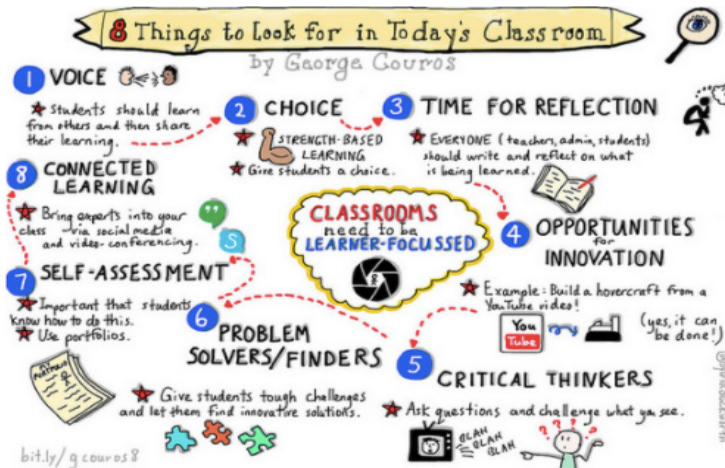 8 Things to Look for in Today's Classroom
by George Couros
1 VOICE
Students should learn
from others and then share
their learning.
2 CHOICE
STRENGTH-BASED
LEARNING
Give students a choice.
3 TIME FOR REFLECTION
EVERYONE (teachers, admin, students)
should write and reflect on what
is being learned.
4 OPPORTUNITIES
for
INNOVATION
Example: Build a hovercraft from a
YouTube video!
You
Tube
(yes, it can
be done!)
5 CRITICAL THINKERS
Ask questions and challenge what you see.
BLAH
BLAH
BLAH
? ? ? ?
6 PROBLEM
SOLVERS/FINDERS
Give students tough challenges
and let them find innovative solutions.
7 SELF-ASSESSMENT
Important that students
know how to do this.
Use portfolios.
MY
PORTFOLIO
8 CONNECTED
LEARNING
Bring experts into your
class via social media
and video-conferencing.
S
CLASSROOMS
need to be
LEARNER-FOCUSSED
bit.ly/gcouros8